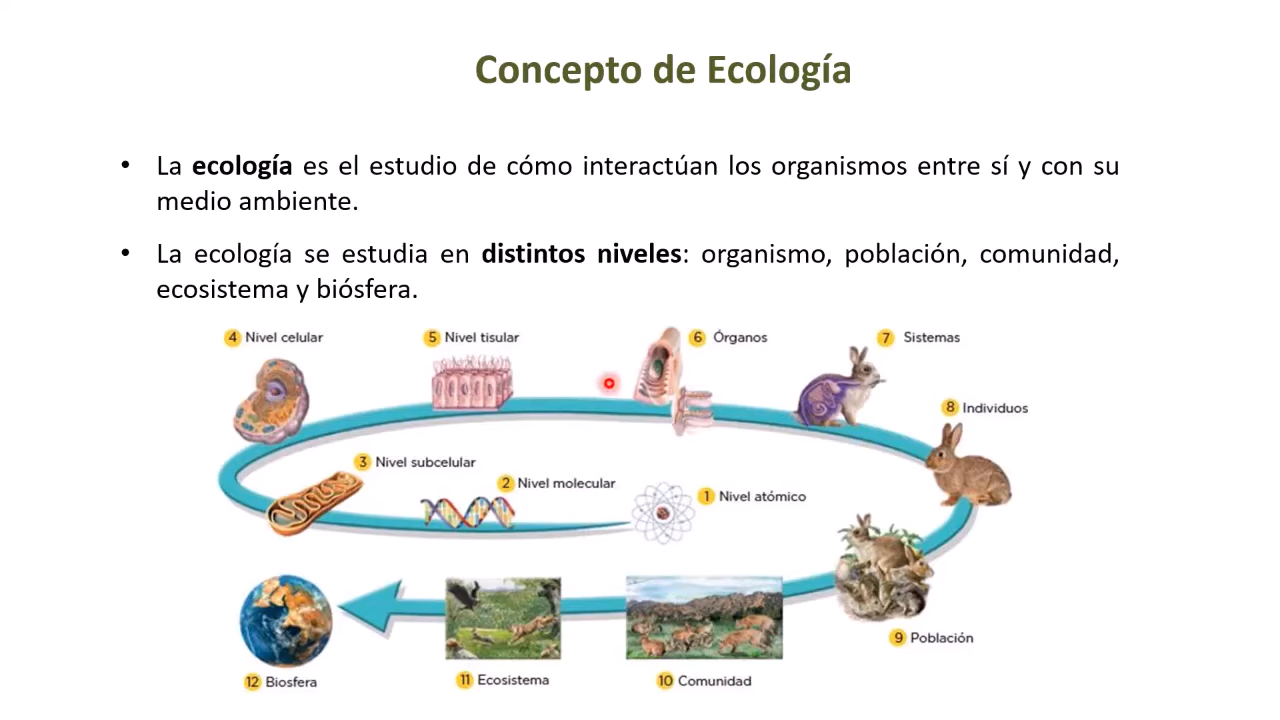 Concepto de Ecología
• La ecología es el estudio de cómo interactúan los organismos entre sí y con su
medio ambiente.
• La ecología se estudia en distintos niveles: organismo, población, comunidad,
ecosistema y biósfera.
4 Nivel celular
5 Nivel tisular
6 Órganos
7 Sistemas
8 Individuos
3 Nivel subcelular
2 Nivel molecular
1 Nivel atómico
9 Población
12 Biosfera
11 Ecosistema
10 Comunidad